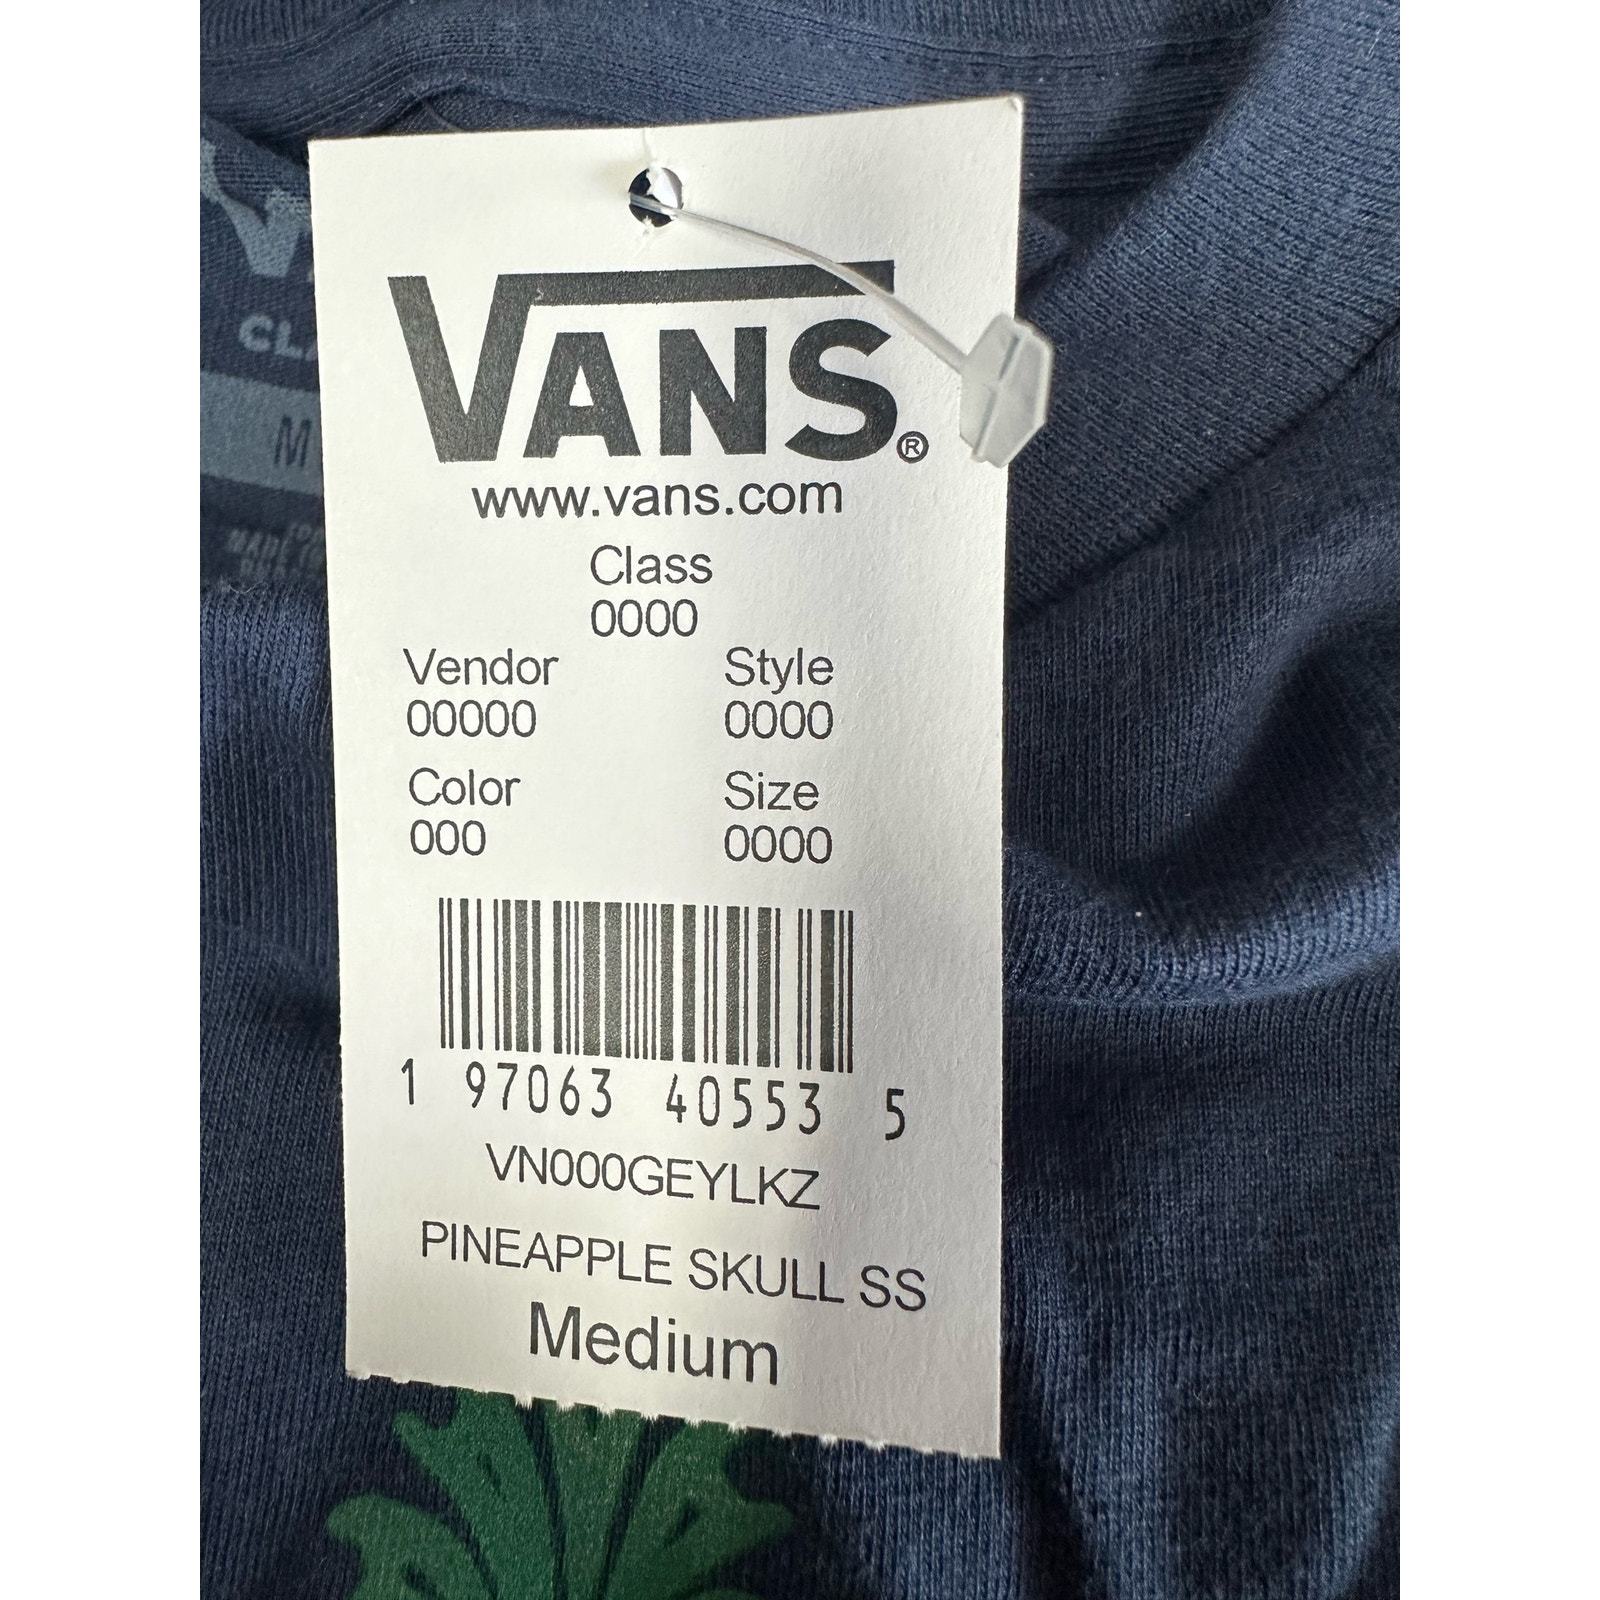 VANS®
www.vans.com
Class
0000
Vendor Style
00000 0000
Color Size
000 0000
1 97063 40553 5
VN000GEYLKZ
PINEAPPLE SKULL SS
Medium
M